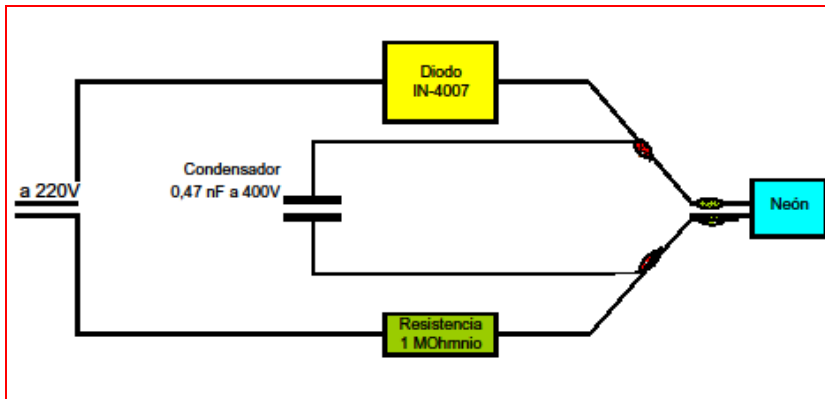 Diodo
IN-4007
Condensador
0,47 nF a 400V
a 220V
Neón
Resistencia
1 MOhmnio